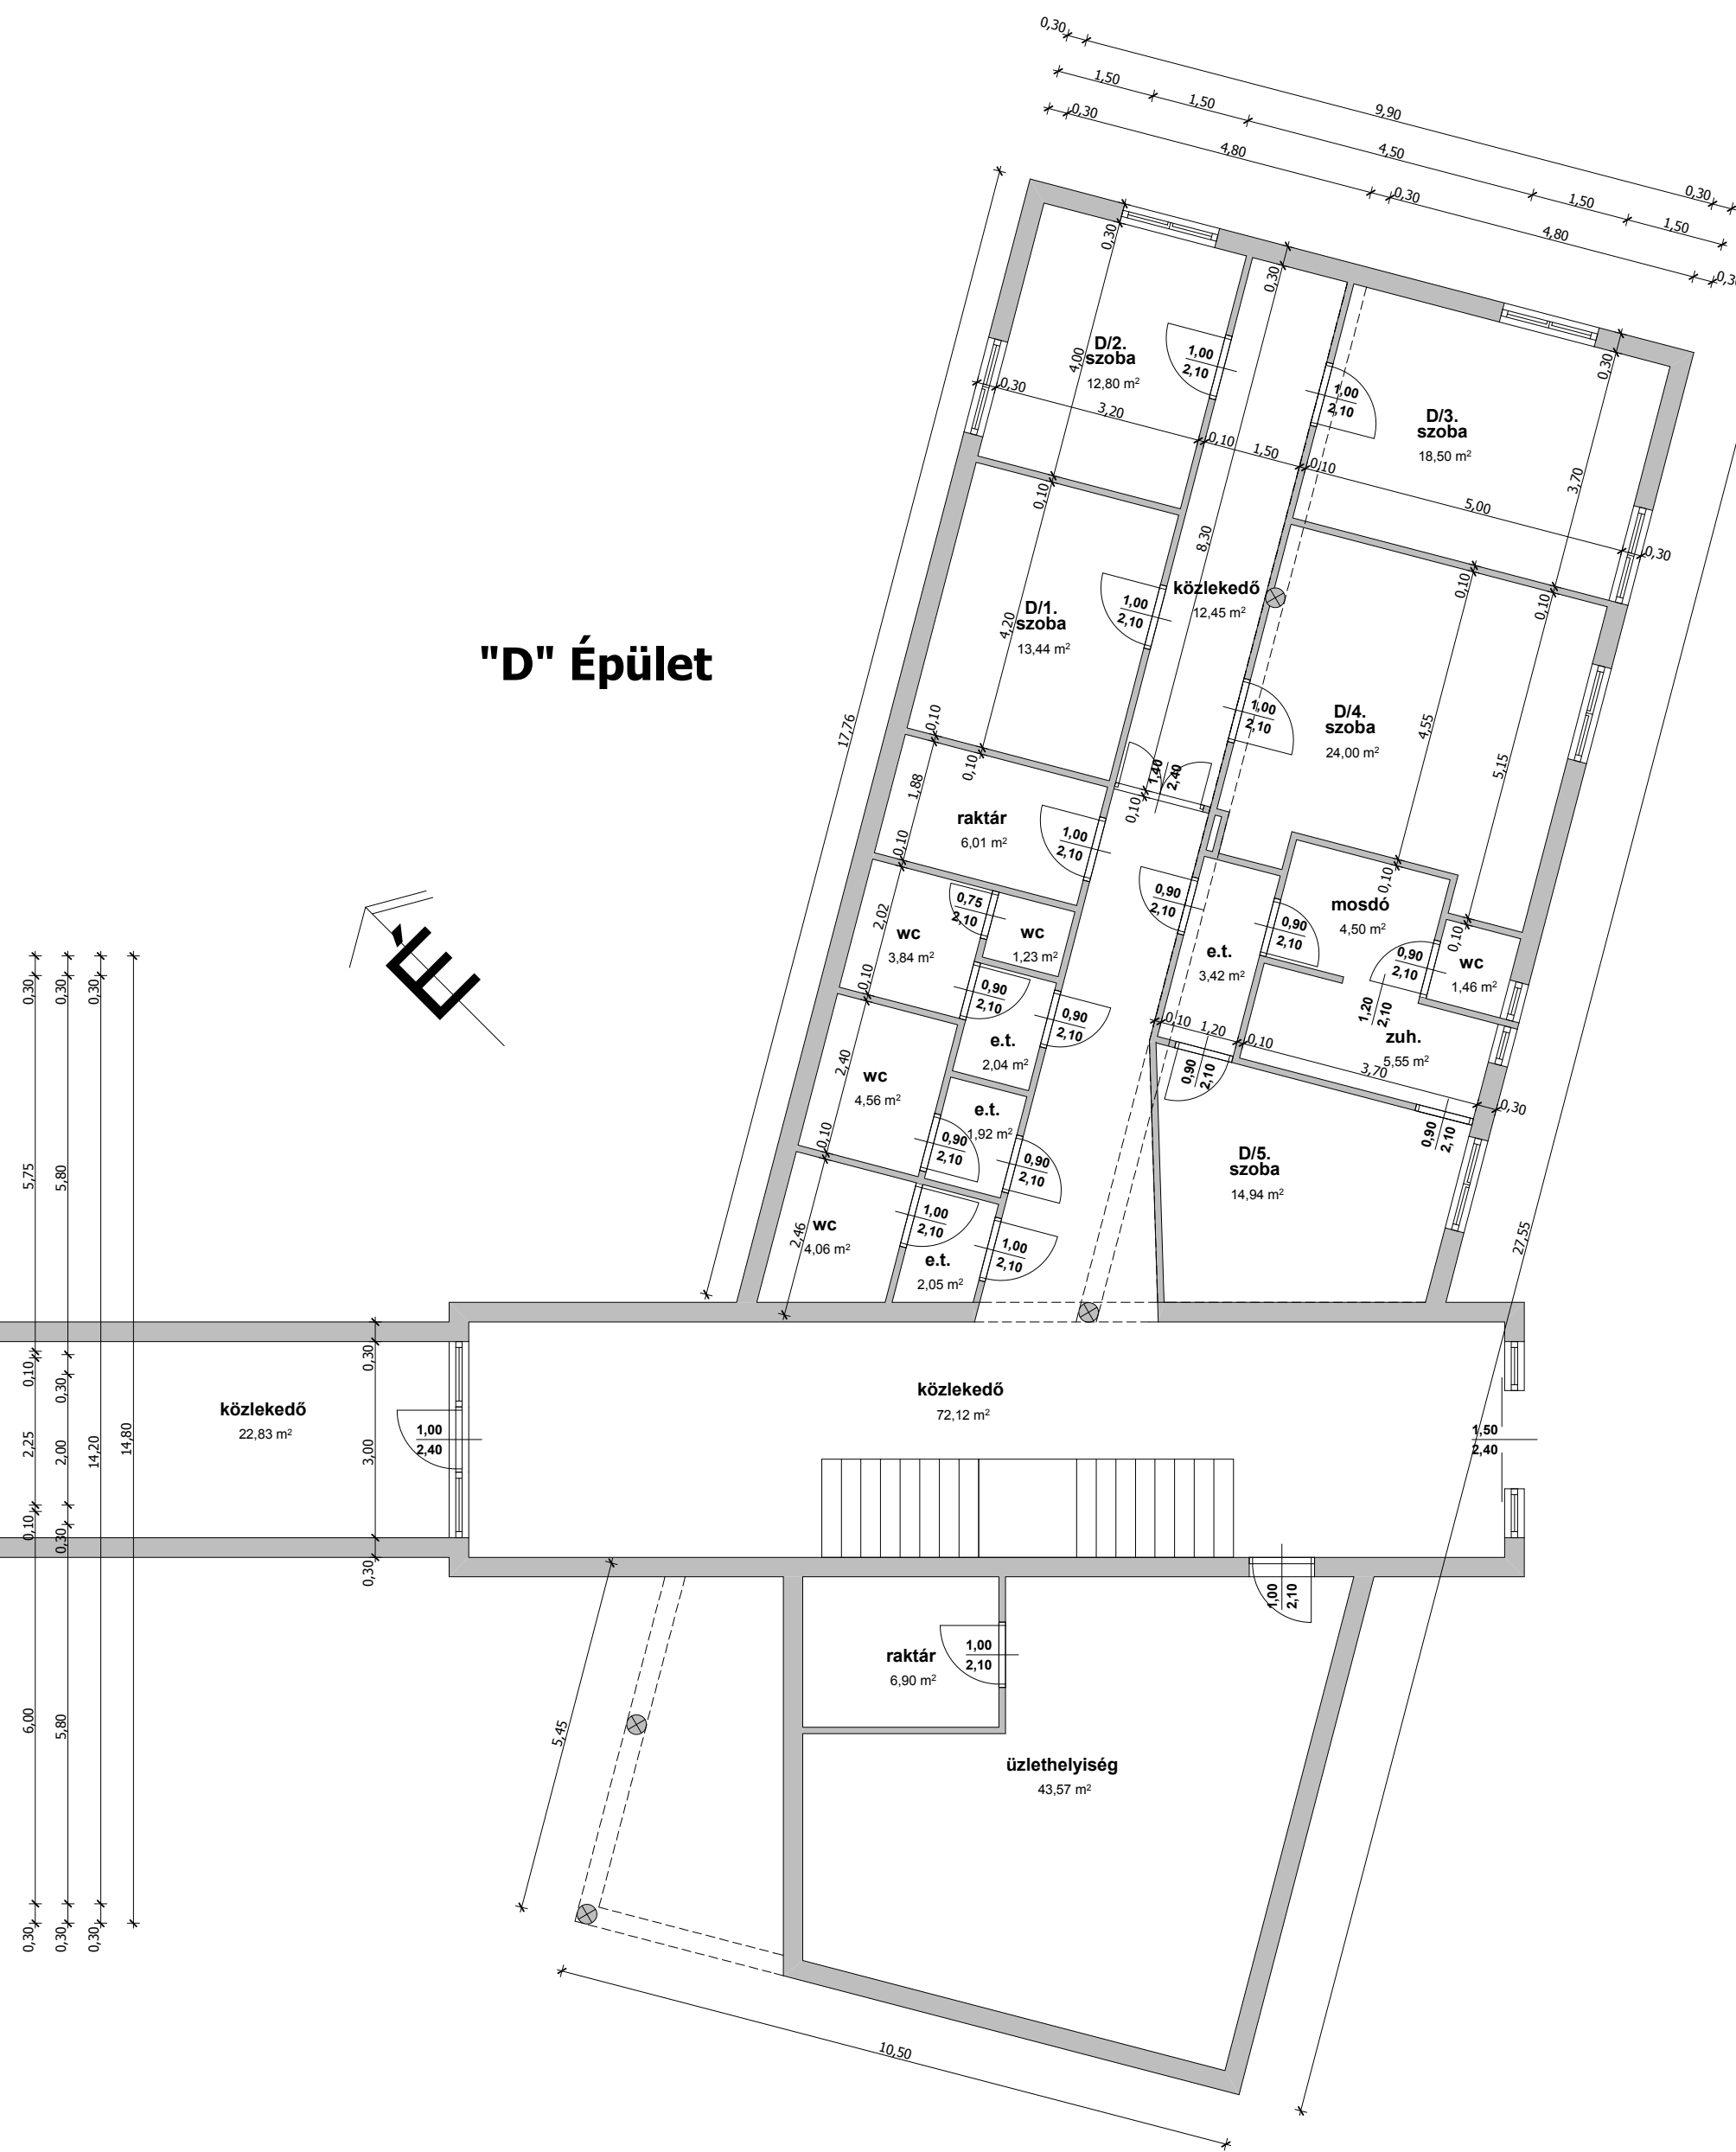 0,30
1,50
1,50
9,90
0,30
4,80
4,50
0,30
1,50
0,30
1,50
4,80
0,30
0,30
0,30
D/2.
szoba
12,80 m²
4,00
1,00
2,10
0,30
3,20
0,10
1,50
0,10
1,00
2,10
D/3.
szoba
18,50 m²
0,30
3,70
5,00
0,30
0,10
8,30
0,10
0,10
közlekedő
12,45 m²
1,00
2,10
D/1.
szoba
13,44 m²
4,20
"D" Épület
17,76
0,10
0,10
1,00
2,10
D/4.
szoba
24,00 m²
4,55
5,15
1,40
2,40
0,10
1,88
raktár
6,01 m²
0,10
1,00
2,10
0,90
2,10
0,10
mosdó
4,50 m²
0,75
2,10
2,02
wc
3,84 m²
wc
1,23 m²
0,90
2,10
e.t.
3,42 m²
0,90
2,10
0,10
wc
1,46 m²
É
0,10
0,90
2,10
0,90
2,10
1,20
2,10
zuh.
5,55 m²
e.t.
2,04 m²
0,10
1,20
0,10
3,70
0,30
2,40
wc
4,56 m²
0,90
2,10
0,90
2,10
e.t.
1,92 m²
0,10
0,90
2,10
0,90
2,10
D/5.
szoba
14,94 m²
2,46
wc
4,06 m²
1,00
2,10
1,00
2,10
e.t.
2,05 m²
27,55
0,30
0,30
0,30
5,75
5,80
0,10
0,30
2,25
2,00
14,20
14,80
0,10
0,30
6,00
5,80
0,30
0,30
0,30
közlekedő
22,83 m²
0,30
3,00
0,30
1,00
2,40
közlekedő
72,12 m²
1,50
2,40
1,00
2,10
raktár
6,90 m²
1,00
2,10
5,45
üzlethelyiség
43,57 m²
10,50